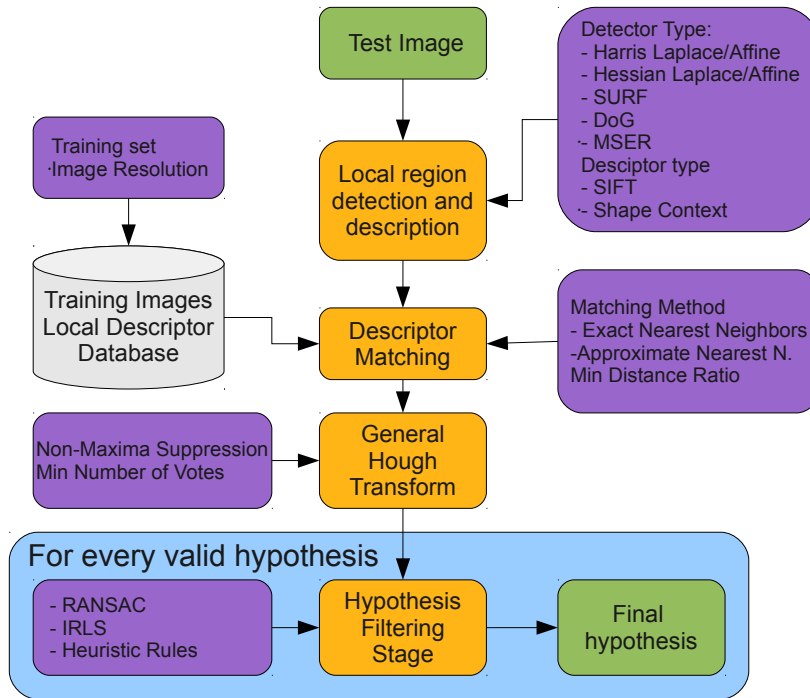 Test Image
Detector Type:
- Harris Laplace/Affine
- Hessian Laplace/Affine
- SURF
- DoG
- MSER
Desciptor type
- SIFT
- Shape Context
Training set
·Image Resolution
Local region
detection and
description
Training Images
Local Descriptor
Database
Descriptor
Matching
Matching Method
- Exact Nearest Neighbors
-Approximate Nearest N.
Min Distance Ratio
Non-Maxima Suppression
Min Number of Votes
General
Hough
Transform
For every valid hypothesis
- RANSAC
- IRLS
- Heuristic Rules
Hypothesis
Filtering
Stage
Final
hypothesis